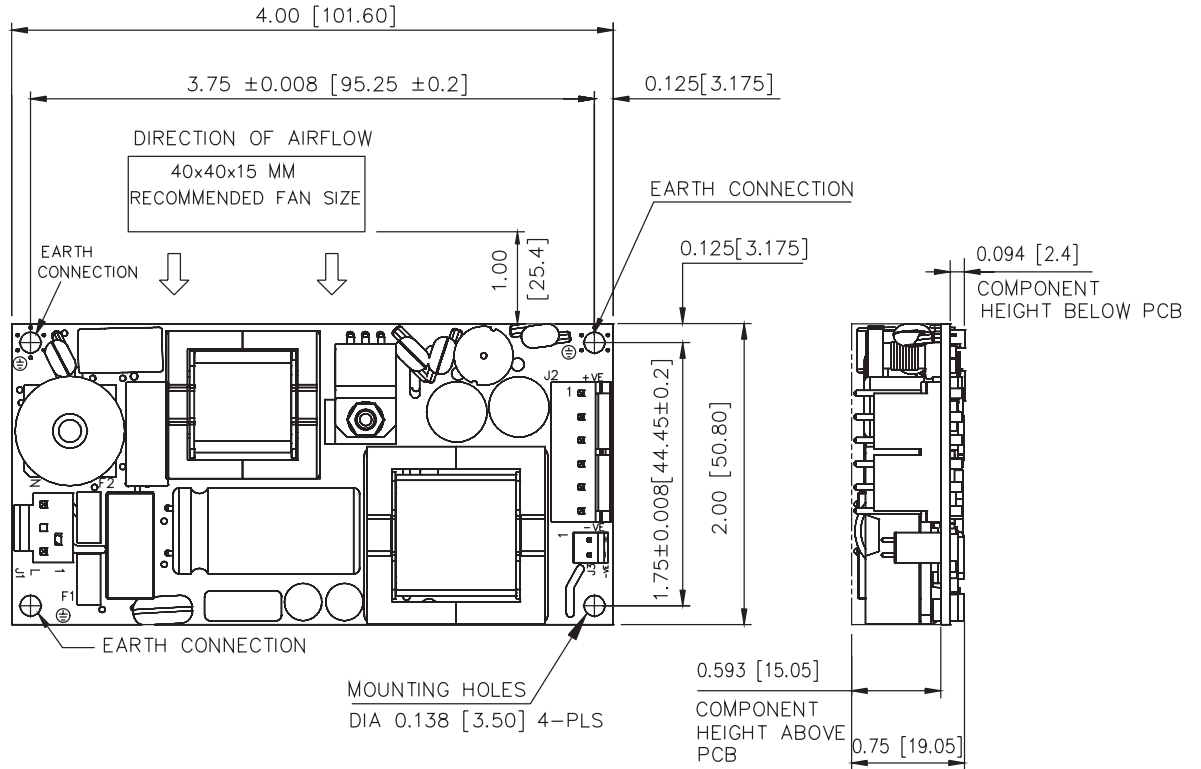 4.00 [101.60]
3.75 ±0.008 [95.25 ±0.2]
0.125[3.175]
DIRECTION OF AIRFLOW
40x40x15 MM
RECOMMENDED FAN SIZE
EARTH CONNECTION
EARTH
CONNECTION
1.00
[25.4]
0.125[3.175]
0.094 [2.4]
COMPONENT
HEIGHT BELOW PCB
J2
+VE
1
1.75±0.008[44.45±0.2]
2.00 [50.80]
N
F2
-VE
1
J3
-VE
J1
L
1
F1
EARTH CONNECTION
MOUNTING HOLES
DIA 0.138 [3.50] 4-PLS
0.593 [15.05]
COMPONENT
HEIGHT ABOVE
PCB
0.75 [19.05]